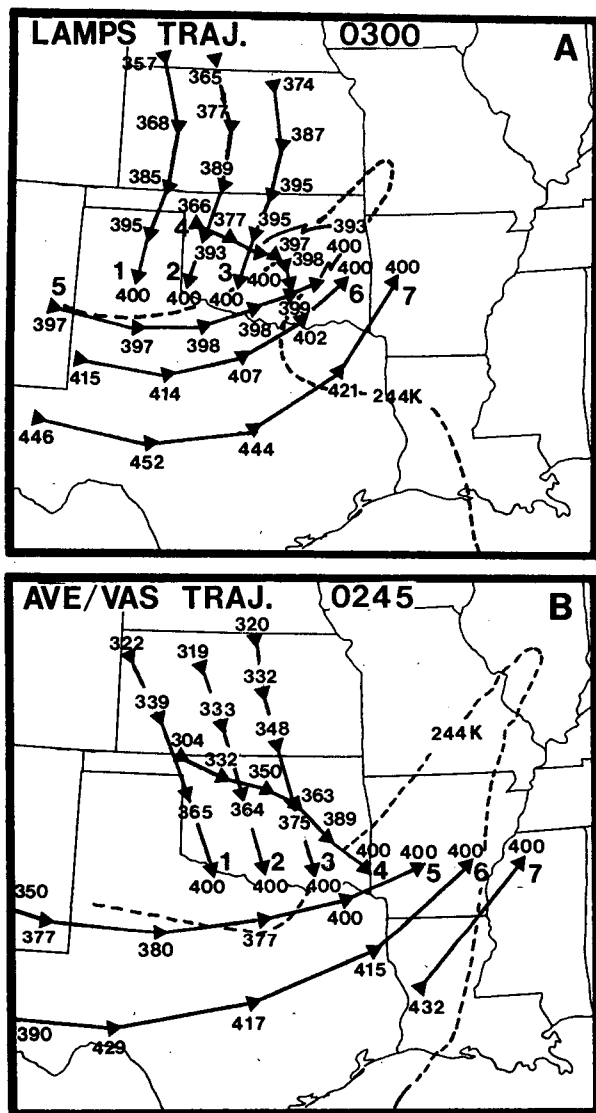 LAMPS TRAJ. 0300 A
357 365 374
368 377 387
385 389 395
366
395 4 377 395 393
393 397 400
1 2 3 398 400 400
400 400 400 400 6 7
5 399
397 397 398 398 402
415 414 407
421 244K
446 452 444
AVE/VAS TRAJ. 0245 B
320
322 319 332
339 333 348 244K
304
332 350 363
365 364 375 389
400 400 400 400
1 2 3 4 5 6 7
400 400 400
350
377 380 377 400
415
432
390 429 417